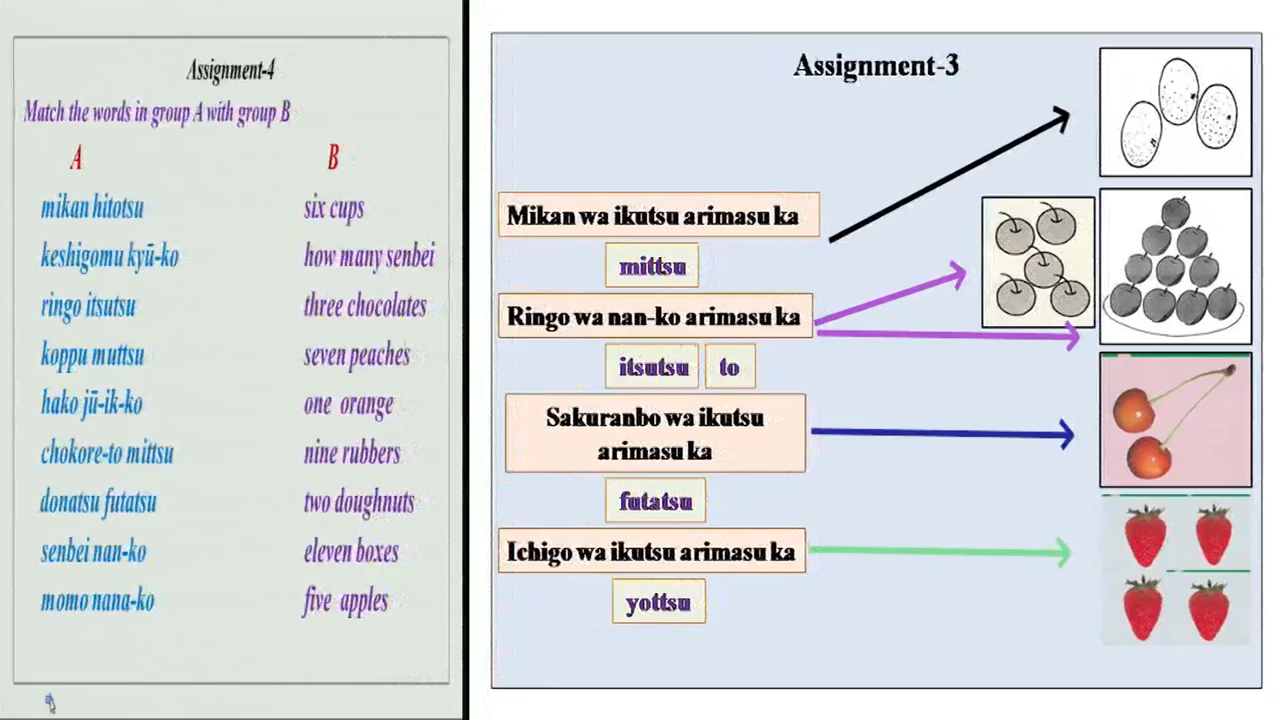 Assignment-4
Match the words in group A with group B
A B
mikan hitotsu six cups
keshigomu kyū-ko how many senbei
ringo itsutsu three chocolates
koppu muttsu seven peaches
hako jū-ik-ko one orange
chokore-to mittsu nine rubbers
donatsu futatsu two doughnuts
senbei nan-ko eleven boxes
momo nana-ko five apples
Assignment-3
Mikan wa ikutsu arimasu ka
mittsu
Ringo wa nan-ko arimasu ka
itsutsu to
Sakuranbo wa ikutsu
arimasu ka
futatsu
Ichigo wa ikutsu arimasu ka
yottsu